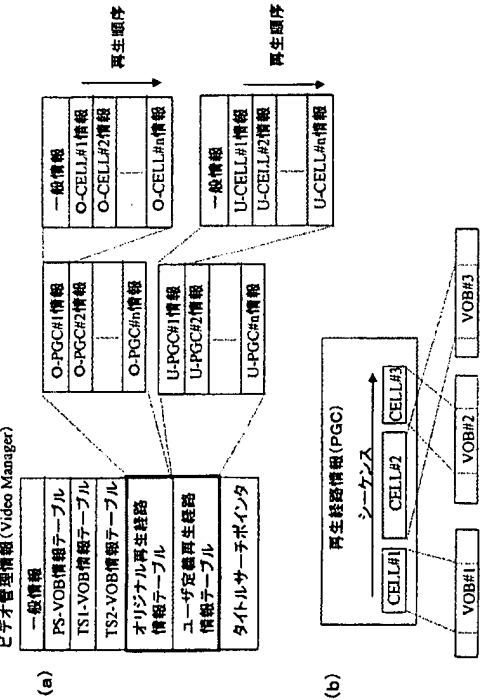 ビデオ管理情報(Video Manager)
(a)
一般情報
PS-VOB情報テーブル
TS1-VOB情報テーブル
TS2-VOB情報テーブル
オリジナル再生経路
情報テーブル
ユーザ定義再生経路
情報テーブル
タイトルサーチポインタ
O-PGC#1情報
O-PGC#2情報
O-PGC#n情報
U-PGC#1情報
U-PGC#2情報
U-PGC#n情報
一般情報
O-CELL#1情報
O-CELL#2情報
O-CELL#n情報
再生順序
一般情報
U-CELL#1情報
U-CELL#2情報
U-CELL#n情報
再生順序
(b)
再生経路情報(PGC)
シーケンス
CELL#1
CELL#2
CELL#3
VOB#1
VOB#2
VOB#3